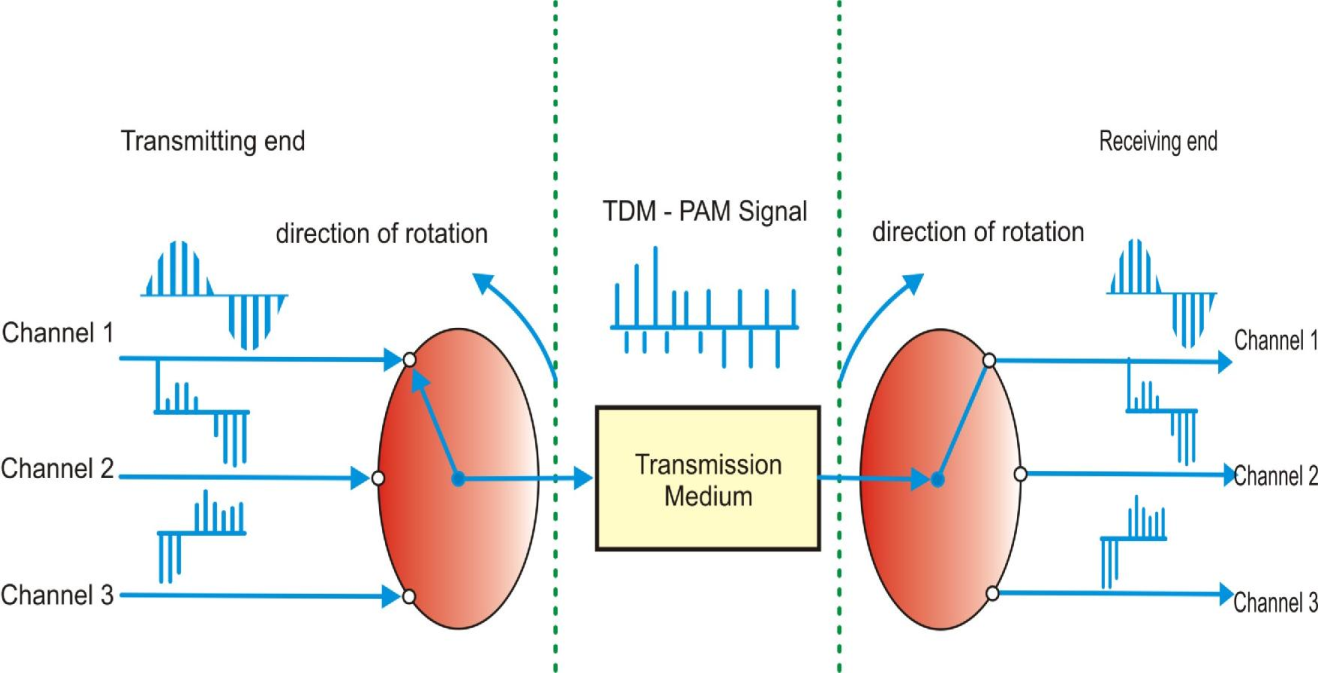 Transmitting end
Receiving end
TDM - PAM Signal
direction of rotation
direction of rotation
Channel 1
Channel 1
Transmission
Medium
Channel 2
Channel 2
Channel 3
Channel 3